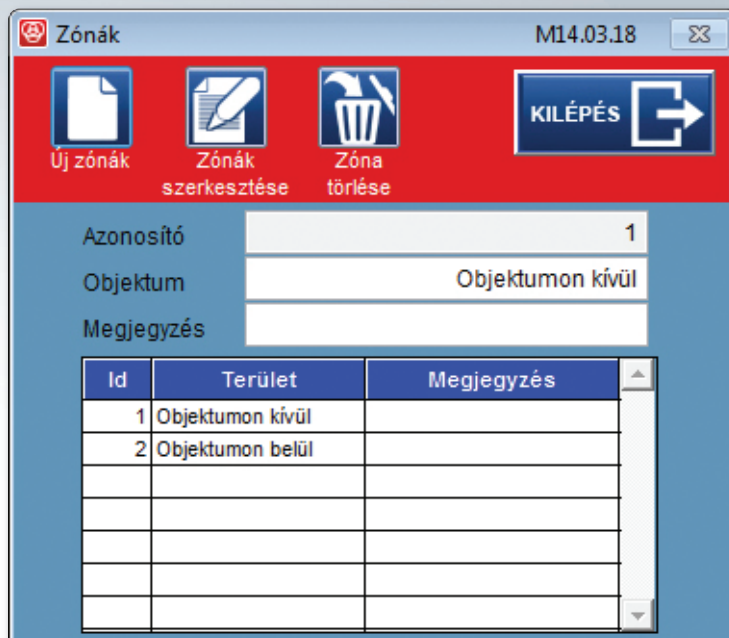 Zónák M14.03.18
Új zónák
Zónák szerkesztése
Zóna törlése
KILÉPÉS
Azonosító 1
Objektum Objektumon kívül
Megjegyzés
Id Terület Megjegyzés
1 Objektumon kívül
2 Objektumon belül